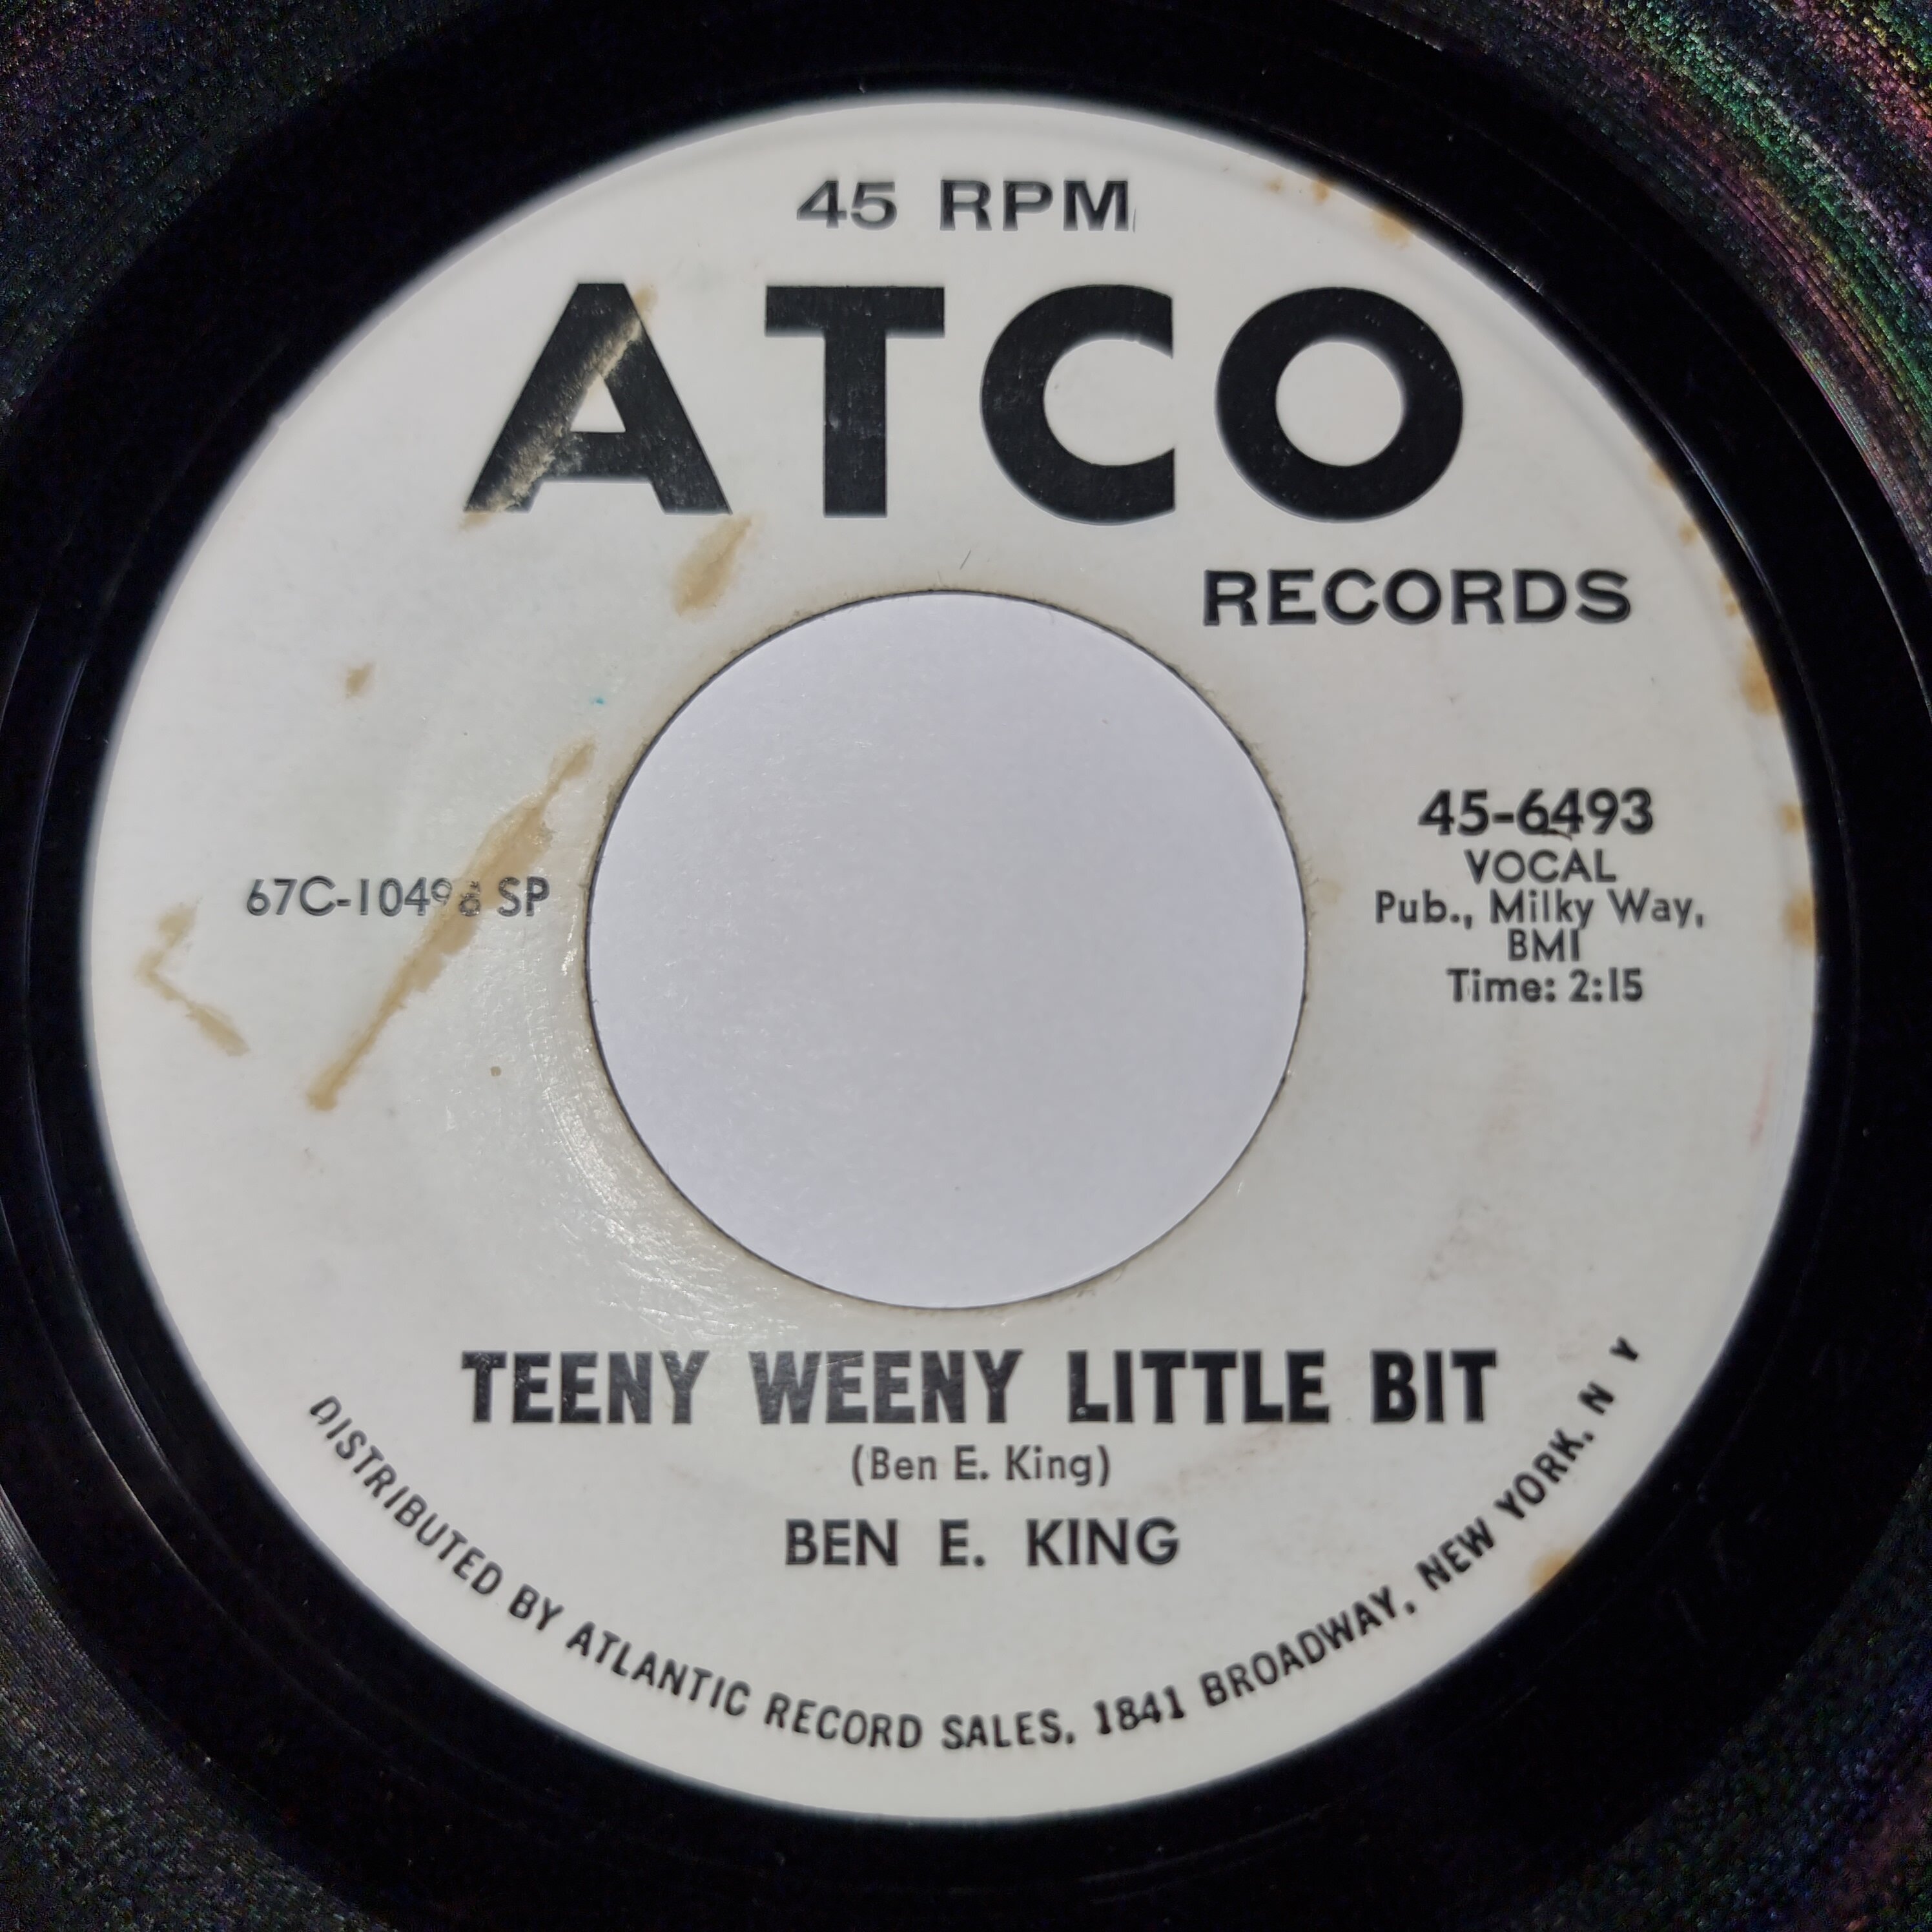 45 RPM
ATCO
RECORDS
45-6493
VOCAL
Pub., Milky Way,
BMI
Time: 2:15
SP
TEENY WEENY LITTLE BIT
(Ben E. King)
BEN E. KING
DISTRIBUTED BY ATLANTIC RECORD SALES, 1841 BROADWAY, NEW YORK, N Y